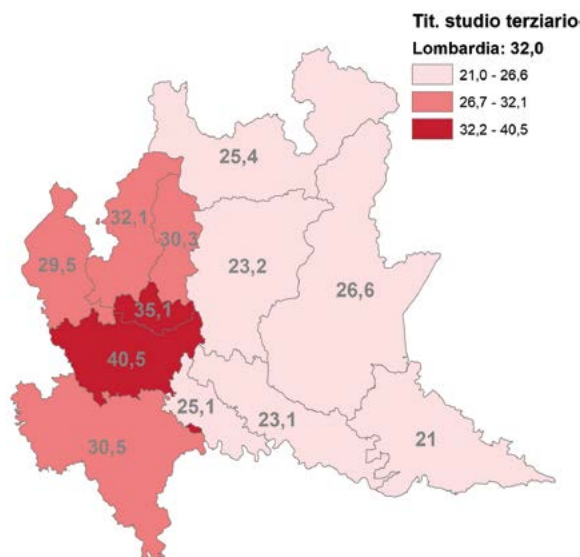 Tit. studio terziario
Lombardia: 32,0
21,0 - 26,6
26,7 - 32,1
32,2 - 40,5
25,4
32,1
30,3
29,5
23,2
26,6
35,1
40,5
25,1
23,1
21
30,5